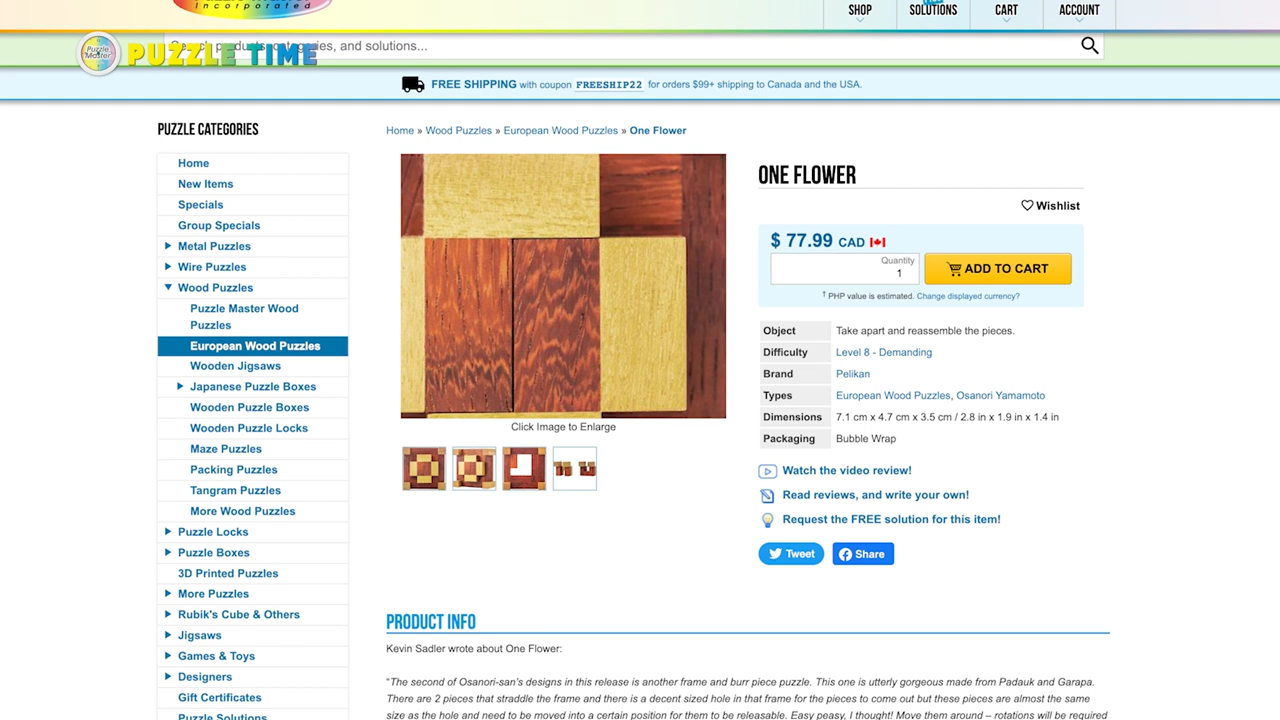 Incorporated
SHOP
SOLUTIONS
CART
ACCOUNT
Puzzle Master
PUZZLE TIME
and solutions...
FREE SHIPPING with coupon FREESHIP22 for orders $99+ shipping to Canada and the USA.
PUZZLE CATEGORIES
Home
New Items
Specials
Group Specials
Metal Puzzles
Wire Puzzles
Wood Puzzles
Puzzle Master Wood
Puzzles
European Wood Puzzles
Wooden Jigsaws
Japanese Puzzle Boxes
Wooden Puzzle Boxes
Wooden Puzzle Locks
Maze Puzzles
Packing Puzzles
Tangram Puzzles
More Wood Puzzles
Puzzle Locks
Puzzle Boxes
3D Printed Puzzles
More Puzzles
Rubik's Cube & Others
Jigsaws
Games & Toys
Designers
Gift Certificates
Puzzle Solutions
Home » Wood Puzzles » European Wood Puzzles » One Flower
Click Image to Enlarge
ONE FLOWER
Wishlist
$ 77.99 CAD
Quantity
1
ADD TO CART
† PHP value is estimated. Change displayed currency?
Object Take apart and reassemble the pieces.
Difficulty Level 8 - Demanding
Brand Pelikan
Types European Wood Puzzles, Osanori Yamamoto
Dimensions 7.1 cm x 4.7 cm x 3.5 cm / 2.8 in x 1.9 in x 1.4 in
Packaging Bubble Wrap
Watch the video review!
Read reviews, and write your own!
Request the FREE solution for this item!
Tweet
Share
PRODUCT INFO
Kevin Sadler wrote about One Flower:
“The second of Osanori-san’s designs in this release is another frame and burr piece puzzle. This one is utterly gorgeous made from Padauk and Garapa.
There are 2 pieces that straddle the frame and there is a decent sized hole in that frame for the pieces to come out but these pieces are almost the same
size as the hole and need to be moved into a certain position for them to be releasable. Easy peasy, I thought! Move them around – rotations will be required